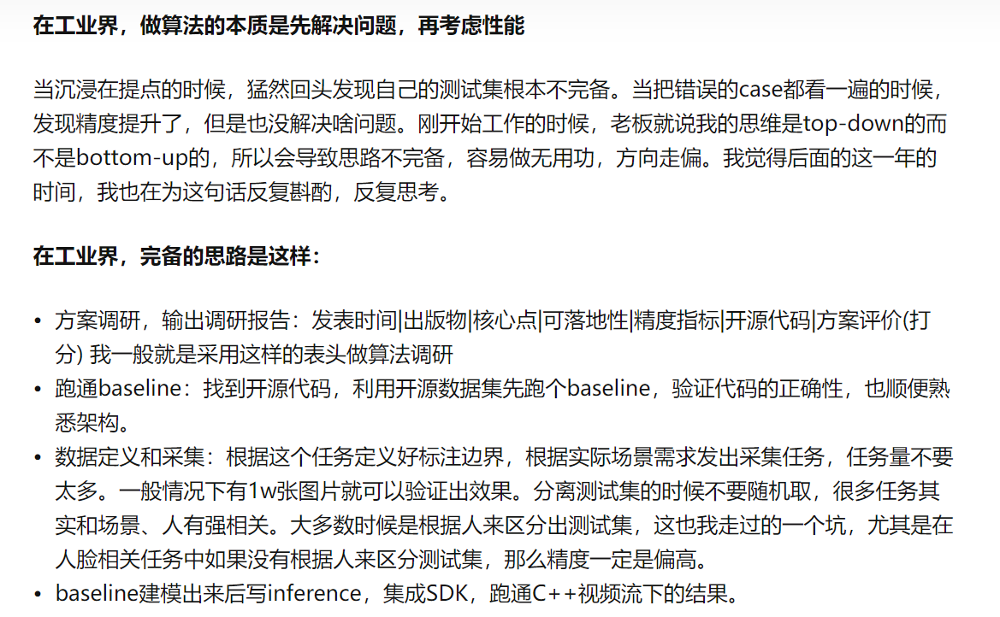 在工业界，做算法的本质是先解决问题，再考虑性能
当沉浸在提点的时候，猛然回头发现自己的测试集根本不完备。当把错误的case都看一遍的时候，
发现精度提升了，但是也没解决啥问题。刚开始工作的时候，老板就说我的思维是top-down的而
不是bottom-up的，所以会导致思路不完备，容易做无用功，方向走偏。我觉得后面的这一年的
时间，我也在为这句话反复斟酌，反复思考。
在工业界，完备的思路是这样：
• 方案调研，输出调研报告：发表时间|出版物|核心点|可落地性|精度指标|开源代码|方案评价(打
分) 我一般就是采用这样的表头做算法调研
• 跑通baseline：找到开源代码，利用开源数据集先跑个baseline，验证代码的正确性，也顺便熟
悉架构。
• 数据定义和采集：根据这个任务定义好标注边界，根据实际场景需求发出采集任务，任务量不要
太多。一般情况下有1w张图片就可以验证出效果。分离测试集的时候不要随机取，很多任务其
实和场景、人有强相关。大多数时候是根据人来区分出测试集，这也我走过的一个坑，尤其是在
人脸相关任务中如果没有根据人来区分测试集，那么精度一定是偏高。
• baseline建模出来后写inference，集成SDK，跑通C++视频流下的结果。